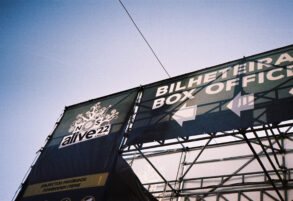 NOS
alive'22
BILHETEIRA
BOX OFFICE